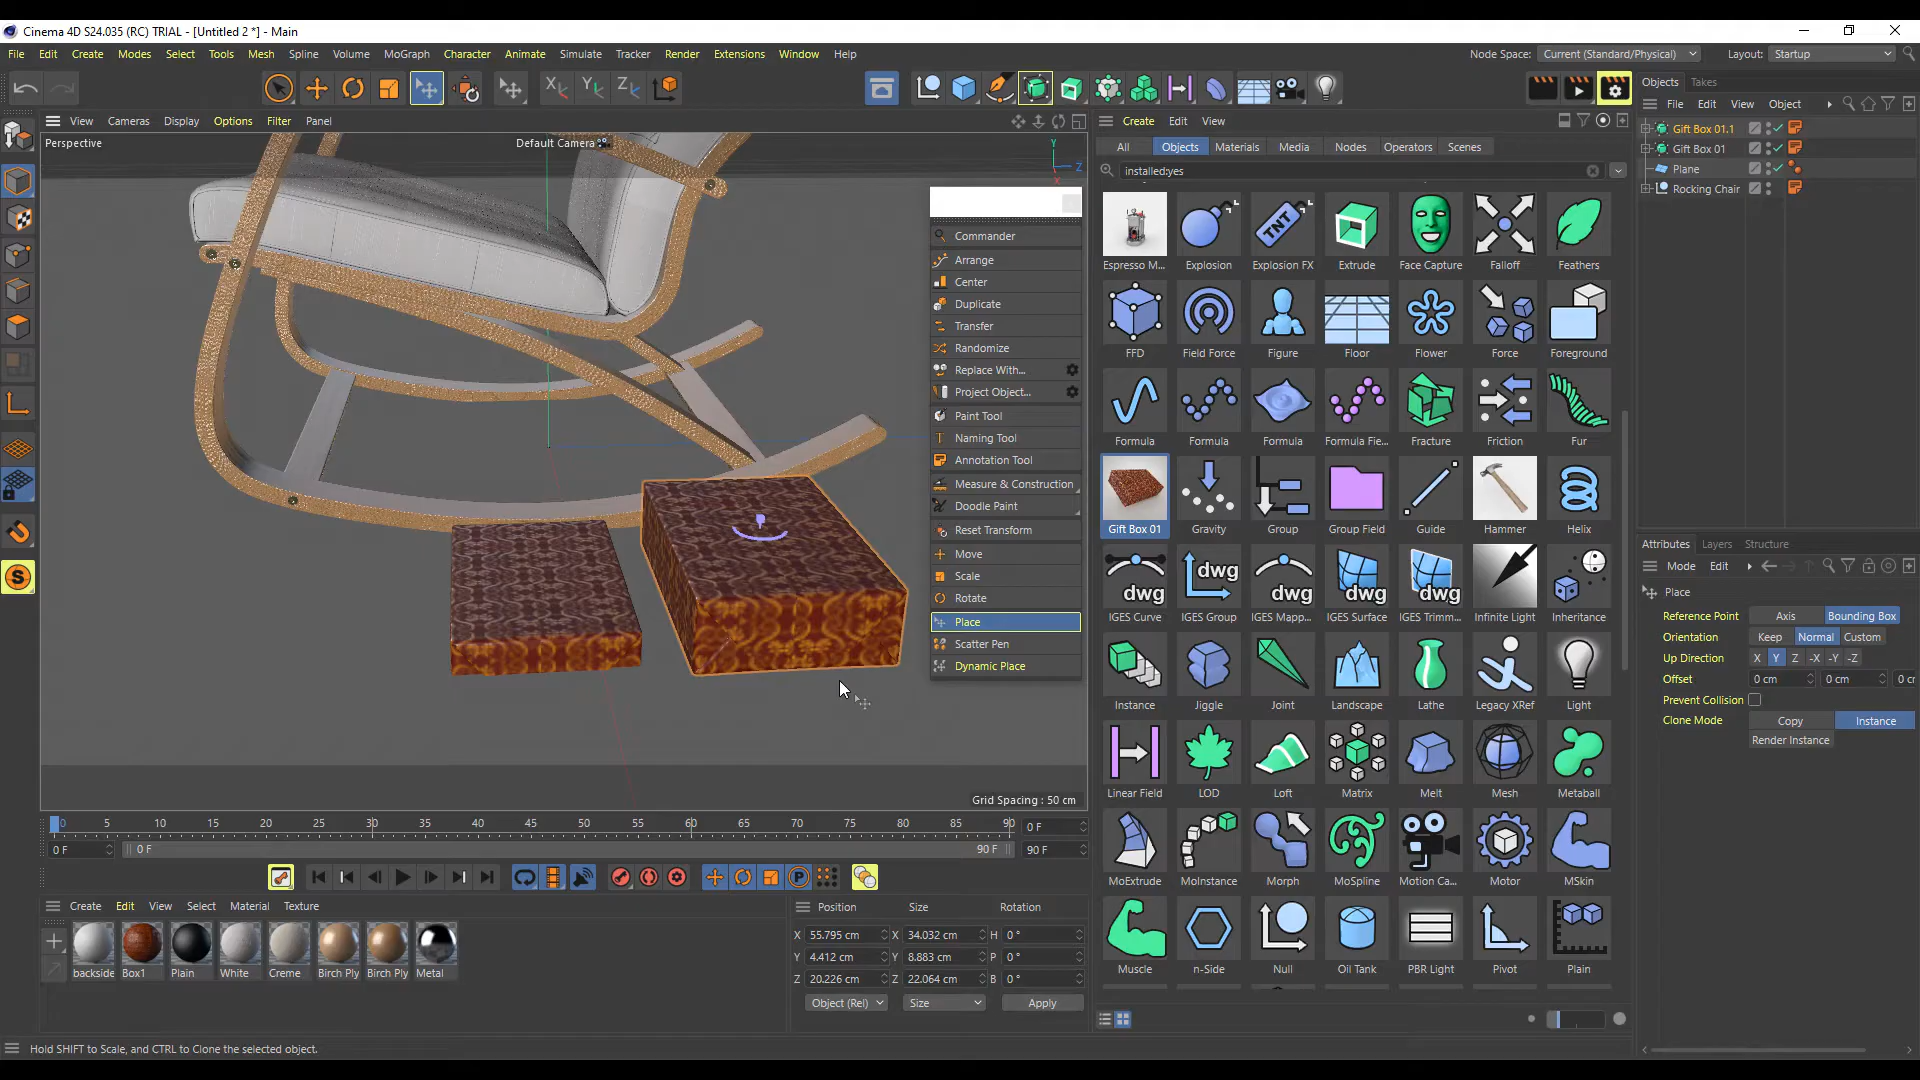 Cinema 4D S24.035 (RC) TRIAL - [Untitled 2 *] - Main
File Edit Create Modes Select Tools Mesh Spline Volume MoGraph Character Animate Simulate Tracker Render Extensions Window Help
Node Space: Current (Standard/Physical) Layout: Startup
X Y Z
Objects Takes
File Edit View Object
View Cameras Display Options Filter Panel
Perspective
Default Camera
Y
Z
X
Create Edit View
All Objects Materials Media Nodes Operators Scenes
installed:yes
Gift Box 01.1
Gift Box 01
Plane
Rocking Chair
Commander
Arrange
Center
Duplicate
Transfer
Randomize
Replace With...
Project Object...
Paint Tool
Naming Tool
Annotation Tool
Measure & Construction
Doodle Paint
Reset Transform
Move
Scale
Rotate
Place
Scatter Pen
Dynamic Place
TNT
Espresso M... Explosion Explosion FX Extrude Face Capture Falloff Feathers
FFD Field Force Figure Floor Flower Force Foreground
Formula Formula Formula Formula Fie... Fracture Friction Fur
Gift Box 01 Gravity Group Group Field Guide Hammer Helix
dwg dwg dwg dwg dwg
IGES Curve IGES Group IGES Mapp... IGES Surface IGES Trimm... Infinite Light Inheritance
Instance Jiggle Joint Landscape Lathe Legacy XRef Light
Linear Field LOD Loft Matrix Melt Mesh Metaball
MoExtrude MoInstance Morph MoSpline Motion Ca... Motor MSkin
Muscle n-Side Null Oil Tank PBR Light Pivot Plain
Attributes Layers Structure
Mode Edit
Place
Reference Point Axis Bounding Box
Orientation Keep Normal Custom
Up Direction X Y Z -X -Y -Z
Offset 0 cm 0 cm 0 cr
Prevent Collision
Clone Mode Copy Instance
Render Instance
Grid Spacing : 50 cm
0 5 10 15 20 25 30 35 40 45 50 55 60 65 70 75 80 85 90 0 F
0 F 0 F 90 F 90 F
P
S
Create Edit View Select Material Texture
backside Box1 Plain White Creme Birch Ply Birch Ply Metal
Position Size Rotation
X 55.795 cm X 34.032 cm H 0 °
Y 4.412 cm Y 8.883 cm P 0 °
Z 20.226 cm Z 22.064 cm B 0 °
Object (Rel) Size Apply
Hold SHIFT to Scale, and CTRL to Clone the selected object.